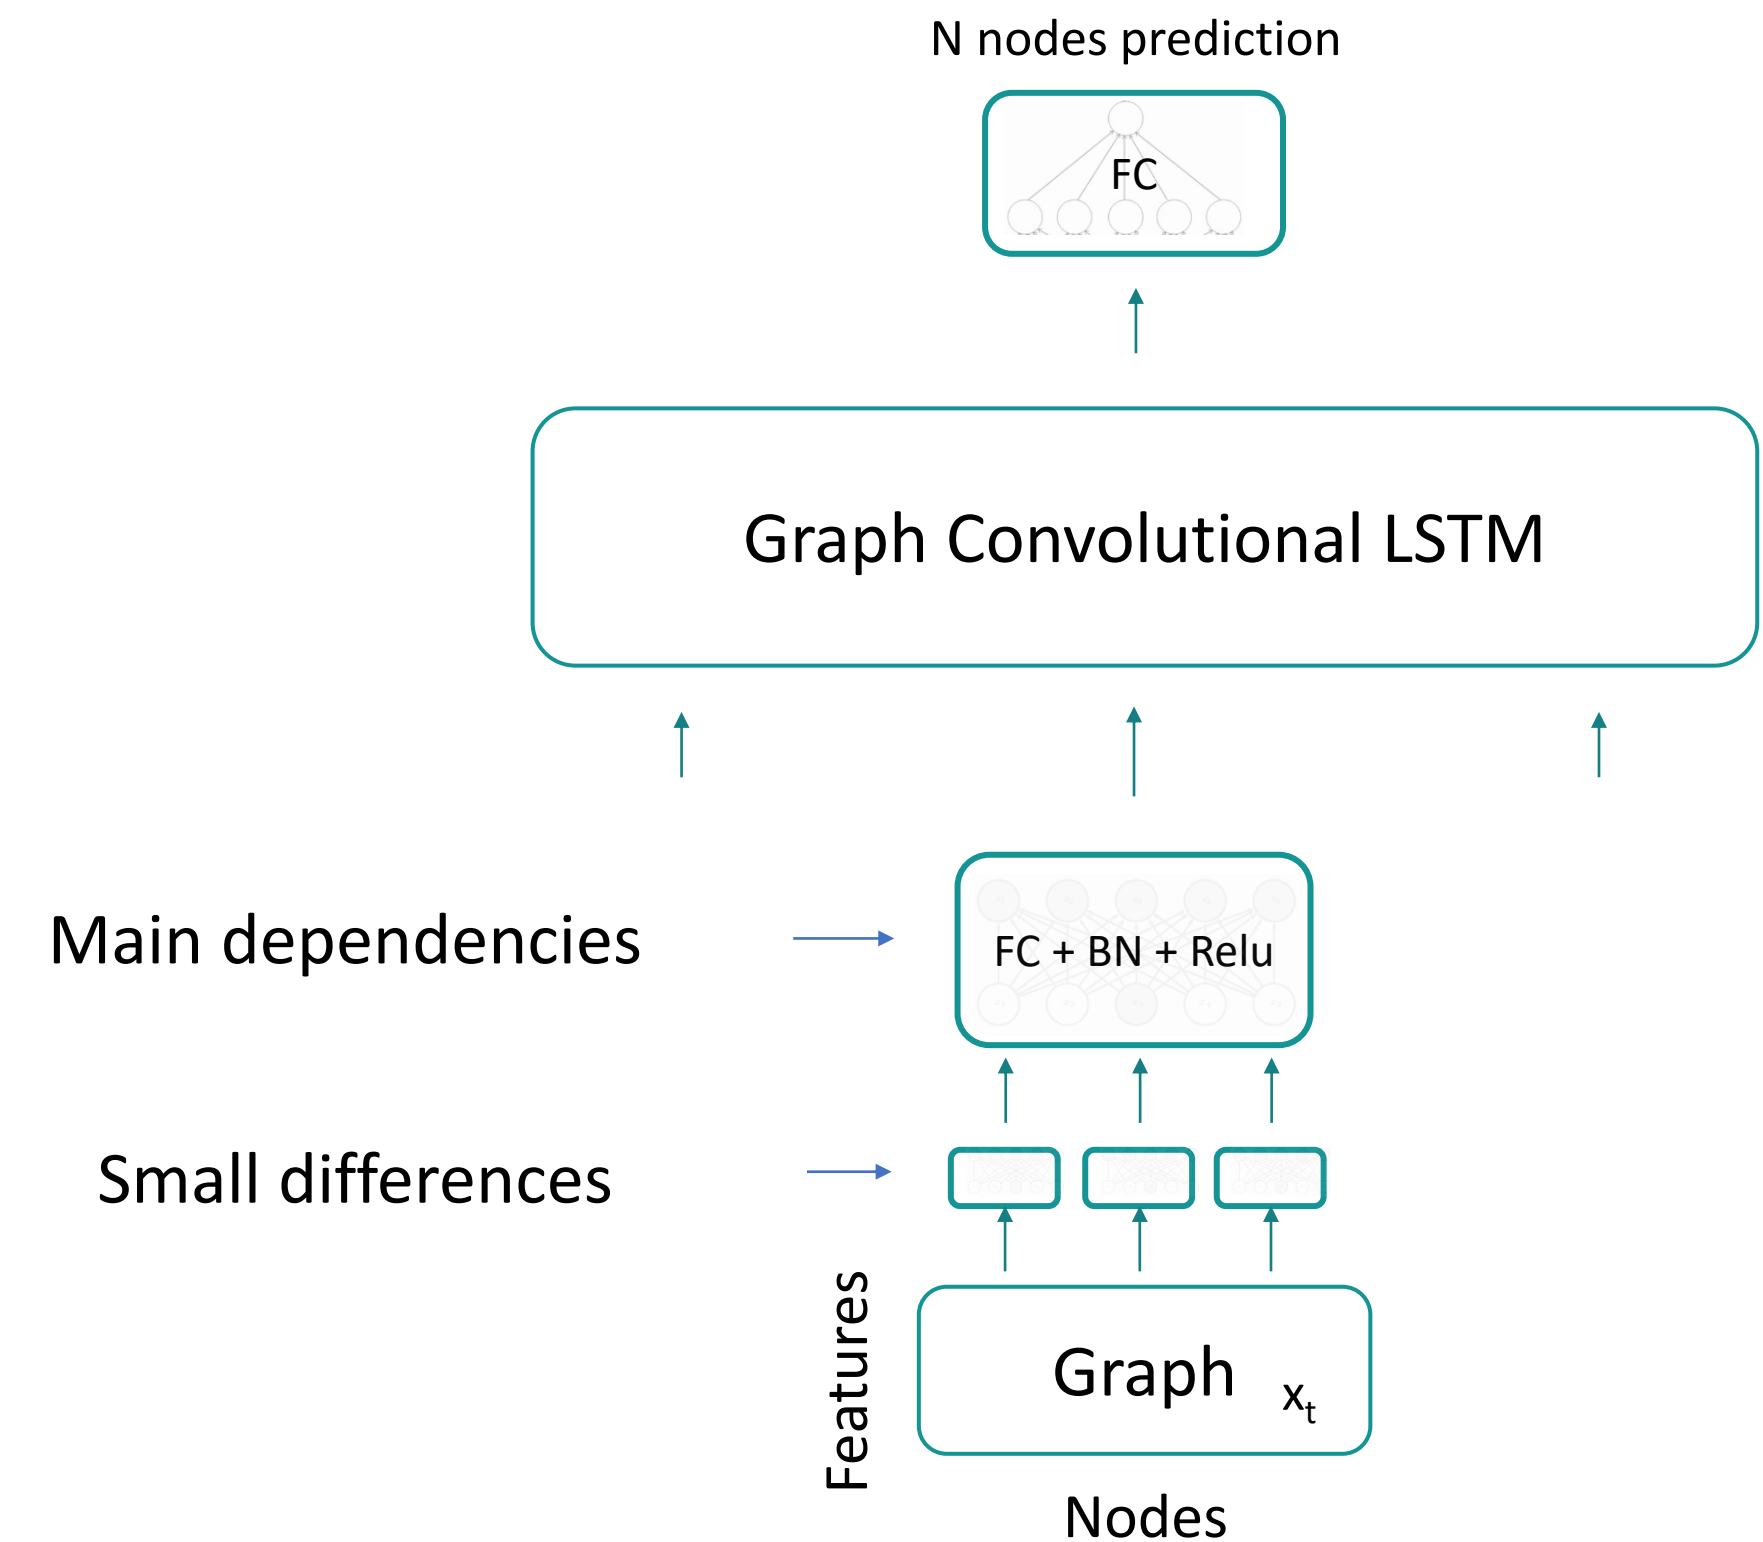 N nodes prediction
FC
Graph Convolutional LSTM
Main dependencies
FC + BN + Relu
Small differences
Features
Graph xₜ
Nodes